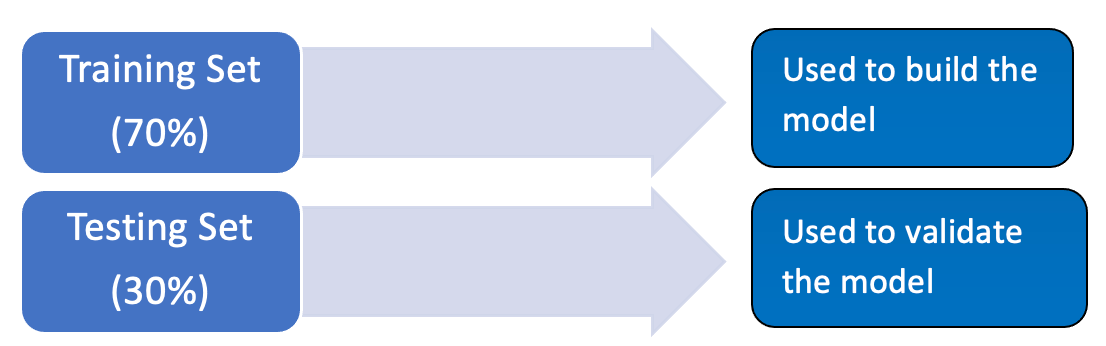 Training Set
(70%)
Used to build the
model
Testing Set
(30%)
Used to validate
the model